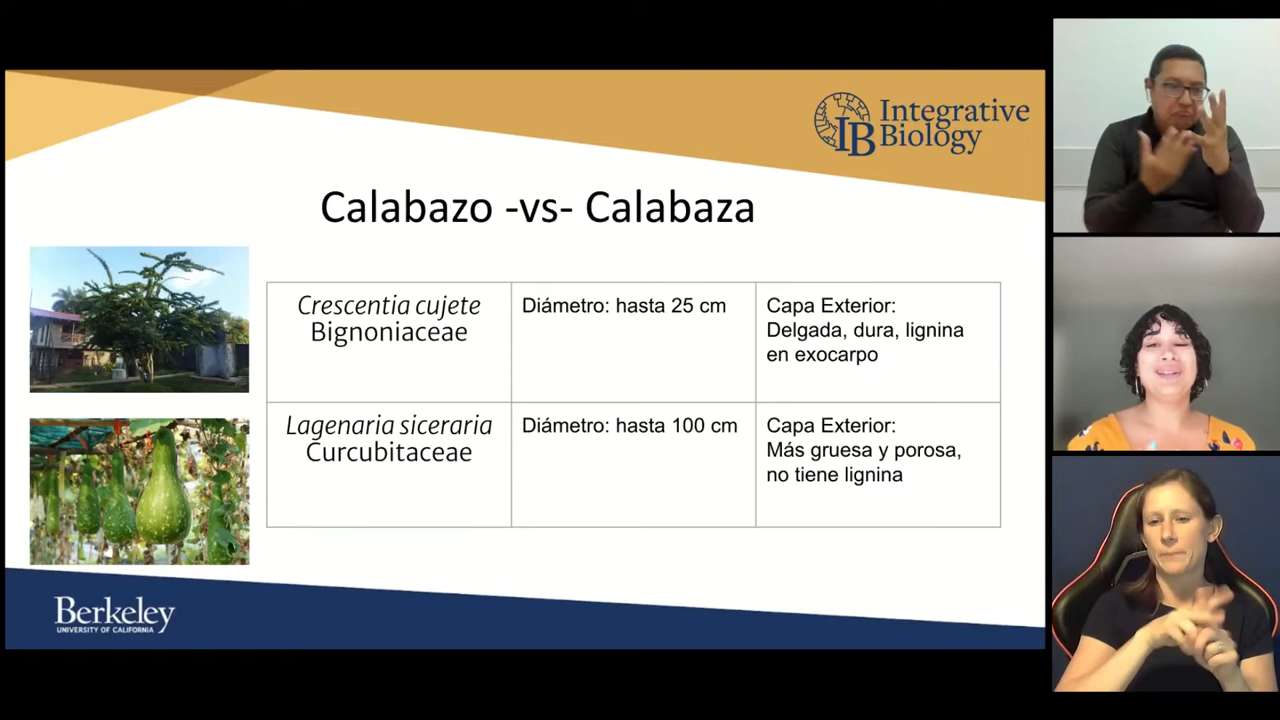 IB Integrative
Biology
Calabazo -vs- Calabaza
Crescentia cujete
Bignoniaceae
Diámetro: hasta 25 cm
Capa Exterior:
Delgada, dura, lignina
en exocarpo
Lagenaria siceraria
Curcubitaceae
Diámetro: hasta 100 cm
Capa Exterior:
Más gruesa y porosa,
no tiene lignina
Berkeley
UNIVERSITY OF CALIFORNIA